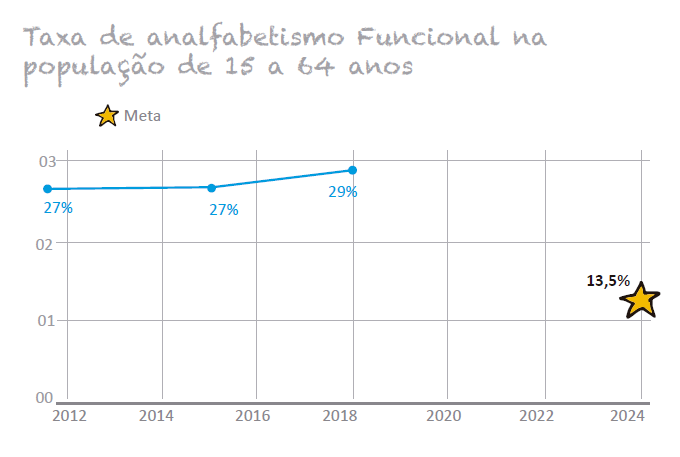 Taxa de analfabetismo Funcional na
população de 15 a 64 anos
Meta
03
27%
27%
29%
02
13,5%
01
00
2012 2014 2016 2018 2020 2022 2024